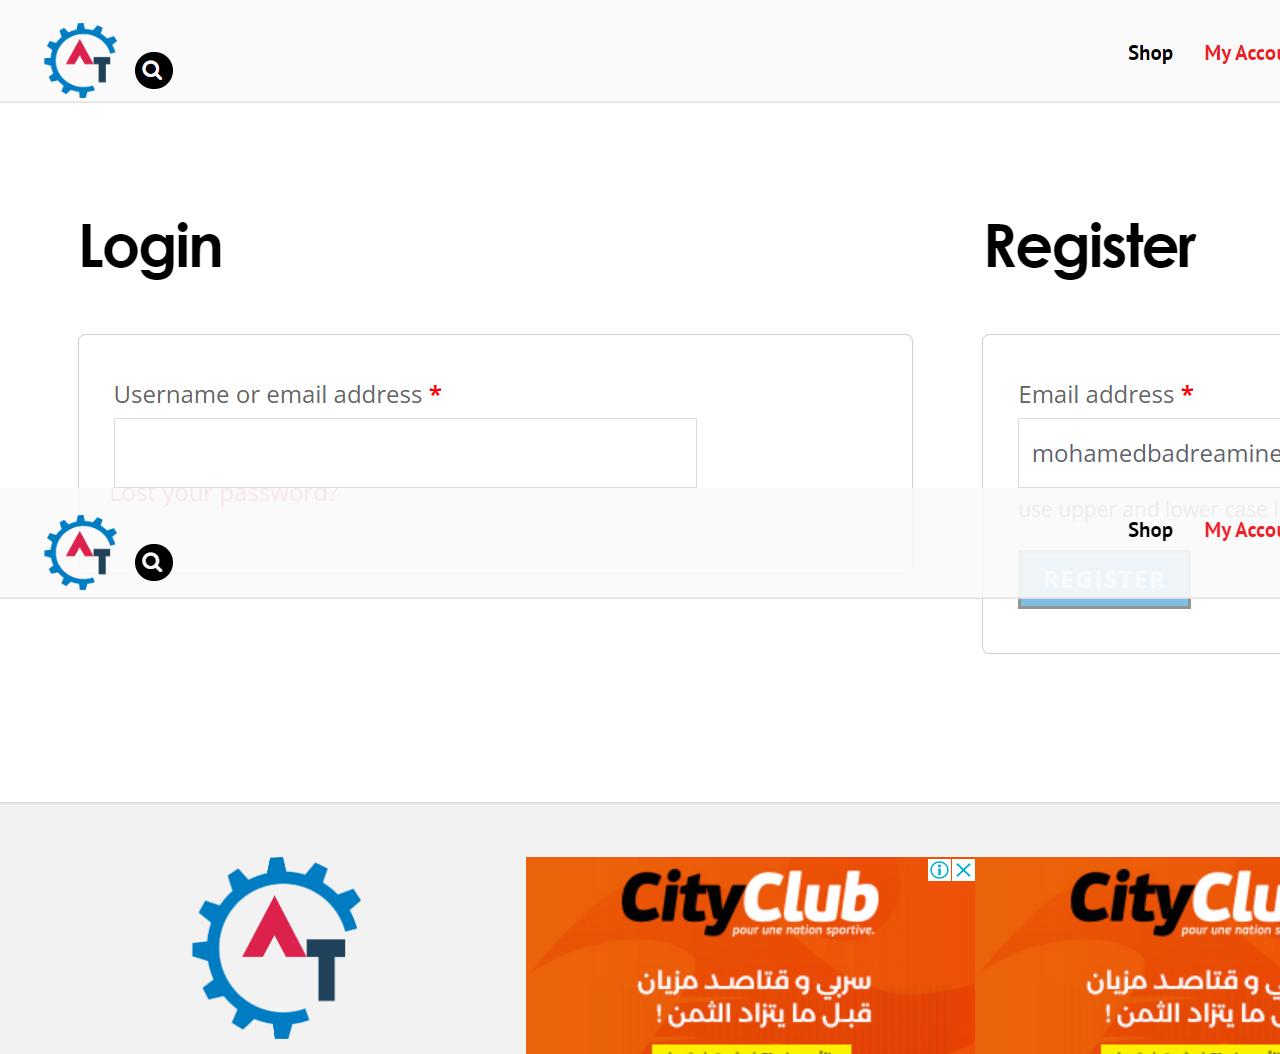 Shop My Accou
Login
Register
Username or email address *
Email address *
mohamedbadreamine
Lost your password?
use upper and lower case l
Shop My Accou
REGISTER
AT
CityClub
pour une nation sportive.
سربي و قتاصد مزيان
قبل ما يتزاد الثمن !
CityClu
pour une nation s
سربي و قتاصد مزيان
قبل ما يتزاد الثمن !